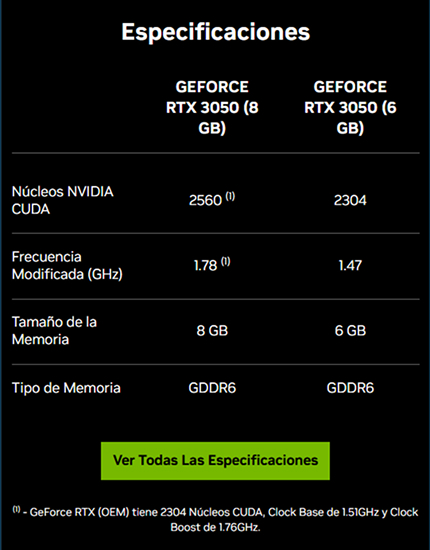 Especificaciones
GEFORCE RTX 3050 (8 GB)
GEFORCE RTX 3050 (6 GB)
Núcleos NVIDIA CUDA
2560 (1)
2304
Frecuencia Modificada (GHz)
1.78 (1)
1.47
Tamaño de la Memoria
8 GB
6 GB
Tipo de Memoria
GDDR6
GDDR6
Ver Todas Las Especificaciones
(1) - GeForce RTX (OEM) tiene 2304 Núcleos CUDA, Clock Base de 1.51GHz y Clock
Boost de 1.76GHz.